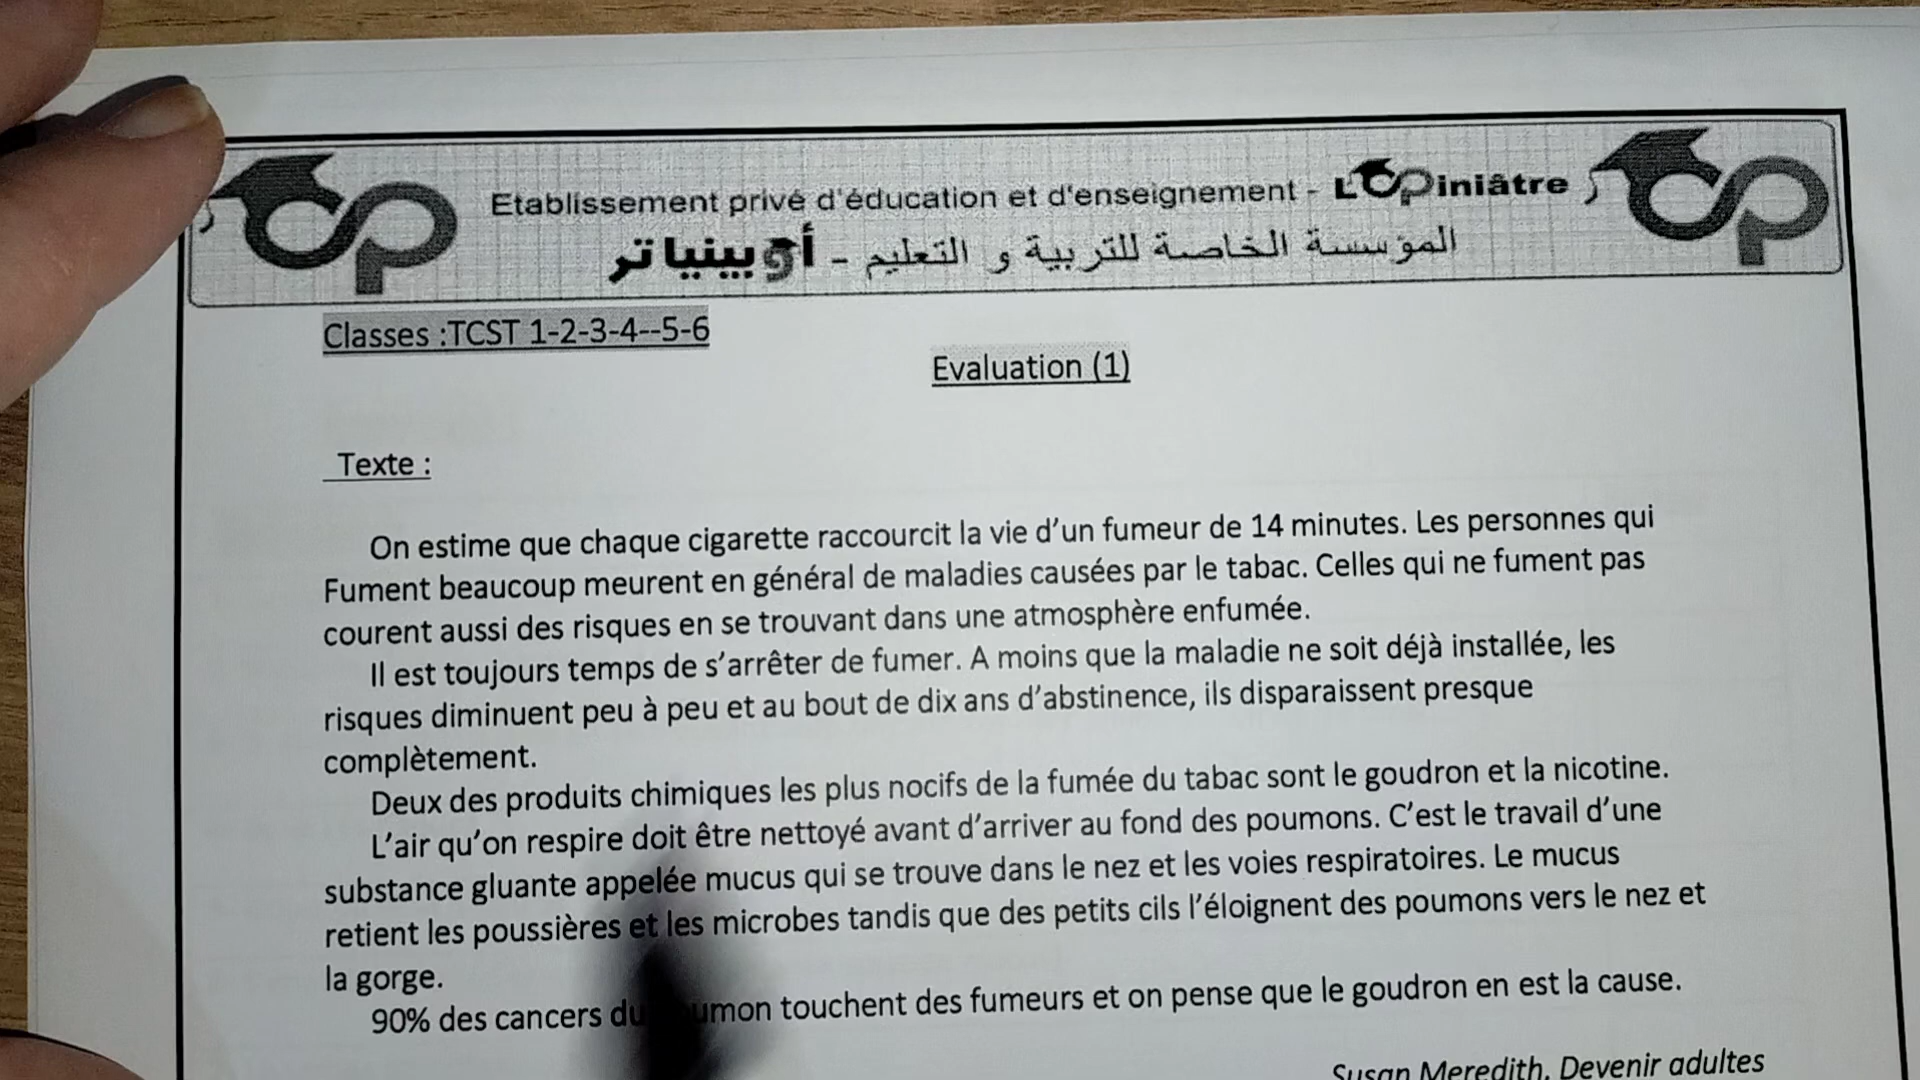 Etablissement privé d'éducation et d'enseignement - L'OPiniâtre
المؤسسة الخاصة للتربية و التعليم - أوبينياتر
Classes :TCST 1-2-3-4--5-6
Evaluation (1)
Texte :
On estime que chaque cigarette raccourcit la vie d’un fumeur de 14 minutes. Les personnes qui
Fument beaucoup meurent en général de maladies causées par le tabac. Celles qui ne fument pas
courent aussi des risques en se trouvant dans une atmosphère enfumée.
Il est toujours temps de s’arrêter de fumer. A moins que la maladie ne soit déjà installée, les
risques diminuent peu à peu et au bout de dix ans d’abstinence, ils disparaissent presque
complètement.
Deux des produits chimiques les plus nocifs de la fumée du tabac sont le goudron et la nicotine.
L’air qu’on respire doit être nettoyé avant d’arriver au fond des poumons. C’est le travail d’une
substance gluante appelée mucus qui se trouve dans le nez et les voies respiratoires. Le mucus
retient les poussières et les microbes tandis que des petits cils l’éloignent des poumons vers le nez et
la gorge.
90% des cancers du touchent des fumeurs et on pense que le goudron en est la cause.
Susan Meredith, Devenir adultes